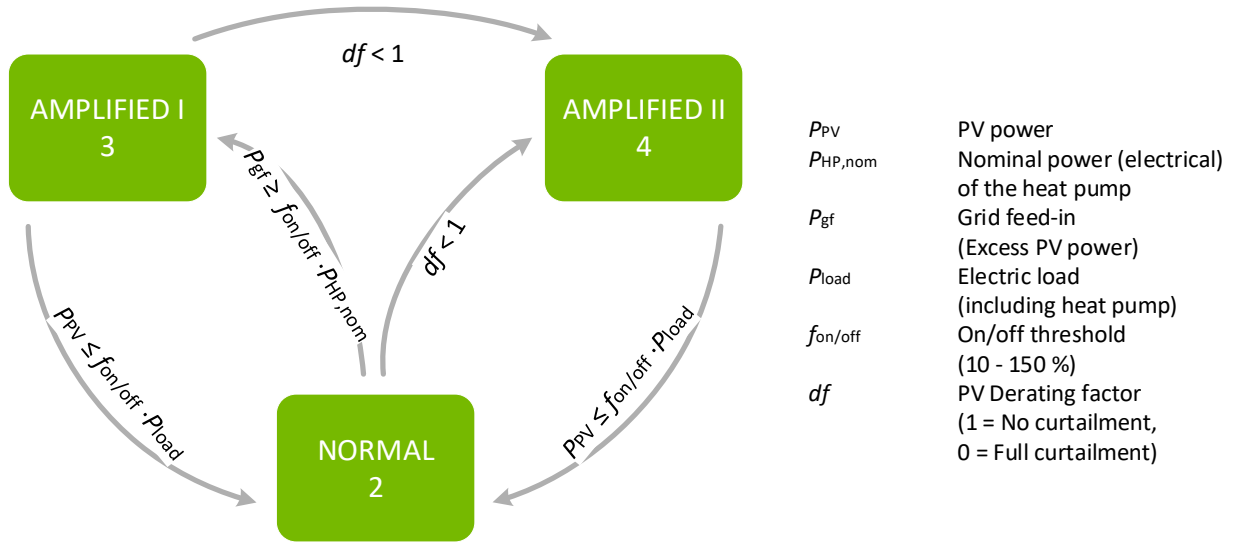 df < 1
AMPLIFIED I
3
AMPLIFIED II
4
Pgf ≥ fon/off ·PHP,nom
df < 1
PPV ≤ fon/off ·Pload
PPV ≤ fon/off ·Pload
NORMAL
2
PPV PV power
PHP,nom Nominal power (electrical)
of the heat pump
Pgf Grid feed-in
(Excess PV power)
Pload Electric load
(including heat pump)
fon/off On/off threshold
(10 - 150 %)
df PV Derating factor
(1 = No curtailment,
0 = Full curtailment)